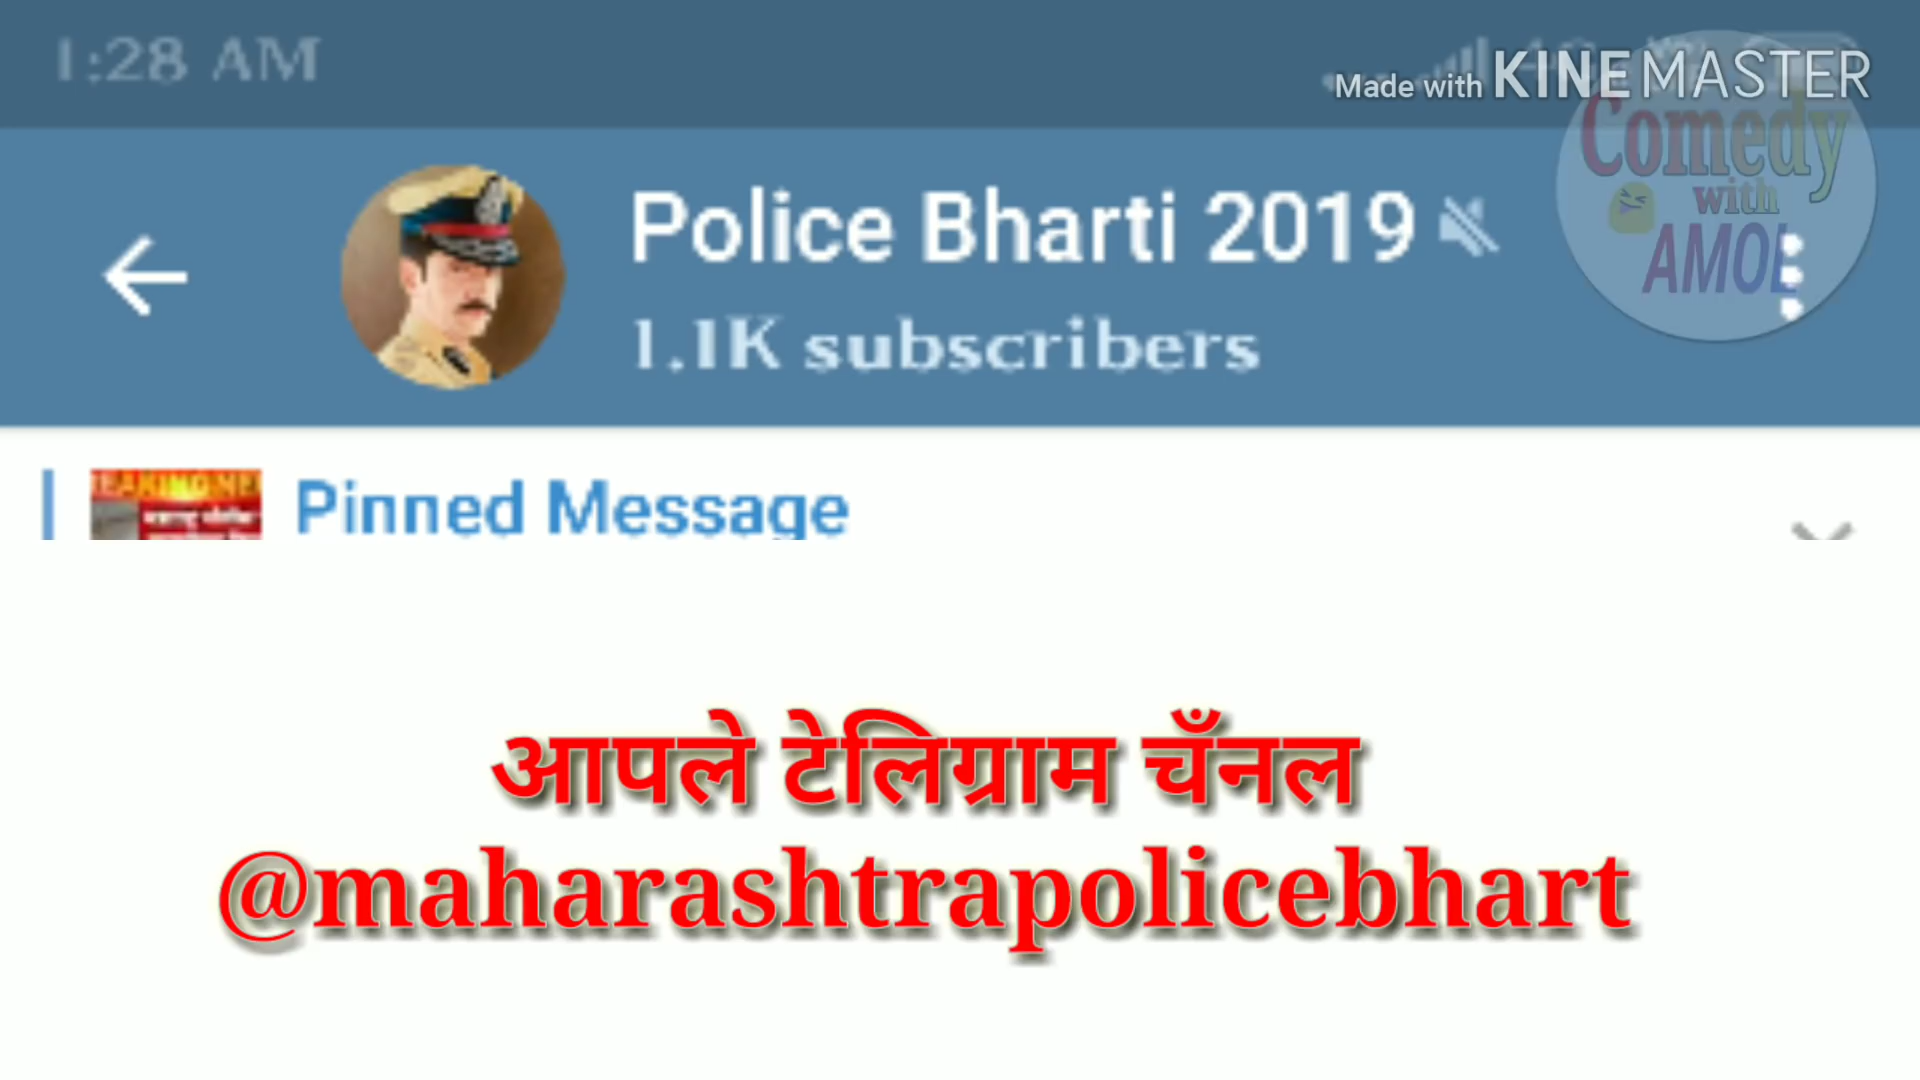 1:28 AM
Made with KINEMASTER
Comedy
with
AMOL
Police Bharti 2019
1.1K subscribers
Pinned Message
आपले टेलिग्राम चॅंनल
@maharashtrapolicebhart